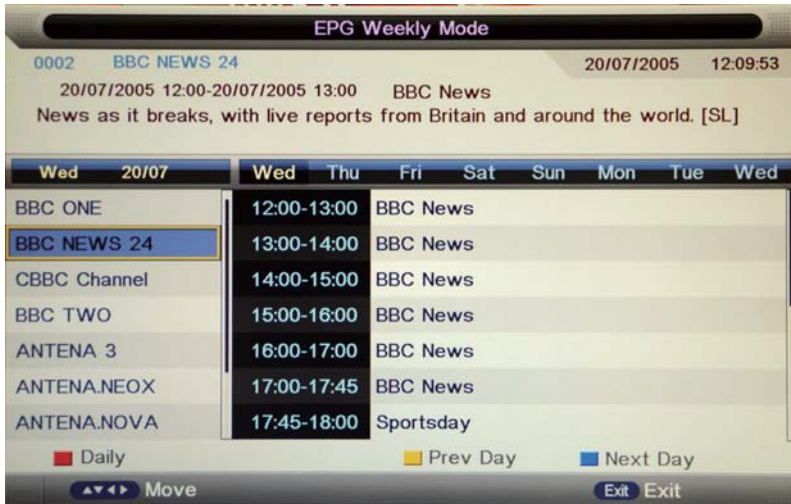 EPG Weekly Mode
0002 BBC NEWS 24 20/07/2005 12:09:53
20/07/2005 12:00-20/07/2005 13:00 BBC News
News as it breaks, with live reports from Britain and around the world. [SL]
Wed 20/07 Wed Thu Fri Sat Sun Mon Tue Wed
BBC ONE 12:00-13:00 BBC News
BBC NEWS 24 13:00-14:00 BBC News
CBBC Channel 14:00-15:00 BBC News
BBC TWO 15:00-16:00 BBC News
ANTENA 3 16:00-17:00 BBC News
ANTENA.NEOX 17:00-17:45 BBC News
ANTENA.NOVA 17:45-18:00 Sportsday
Daily Prev Day Next Day
Move Exit Exit